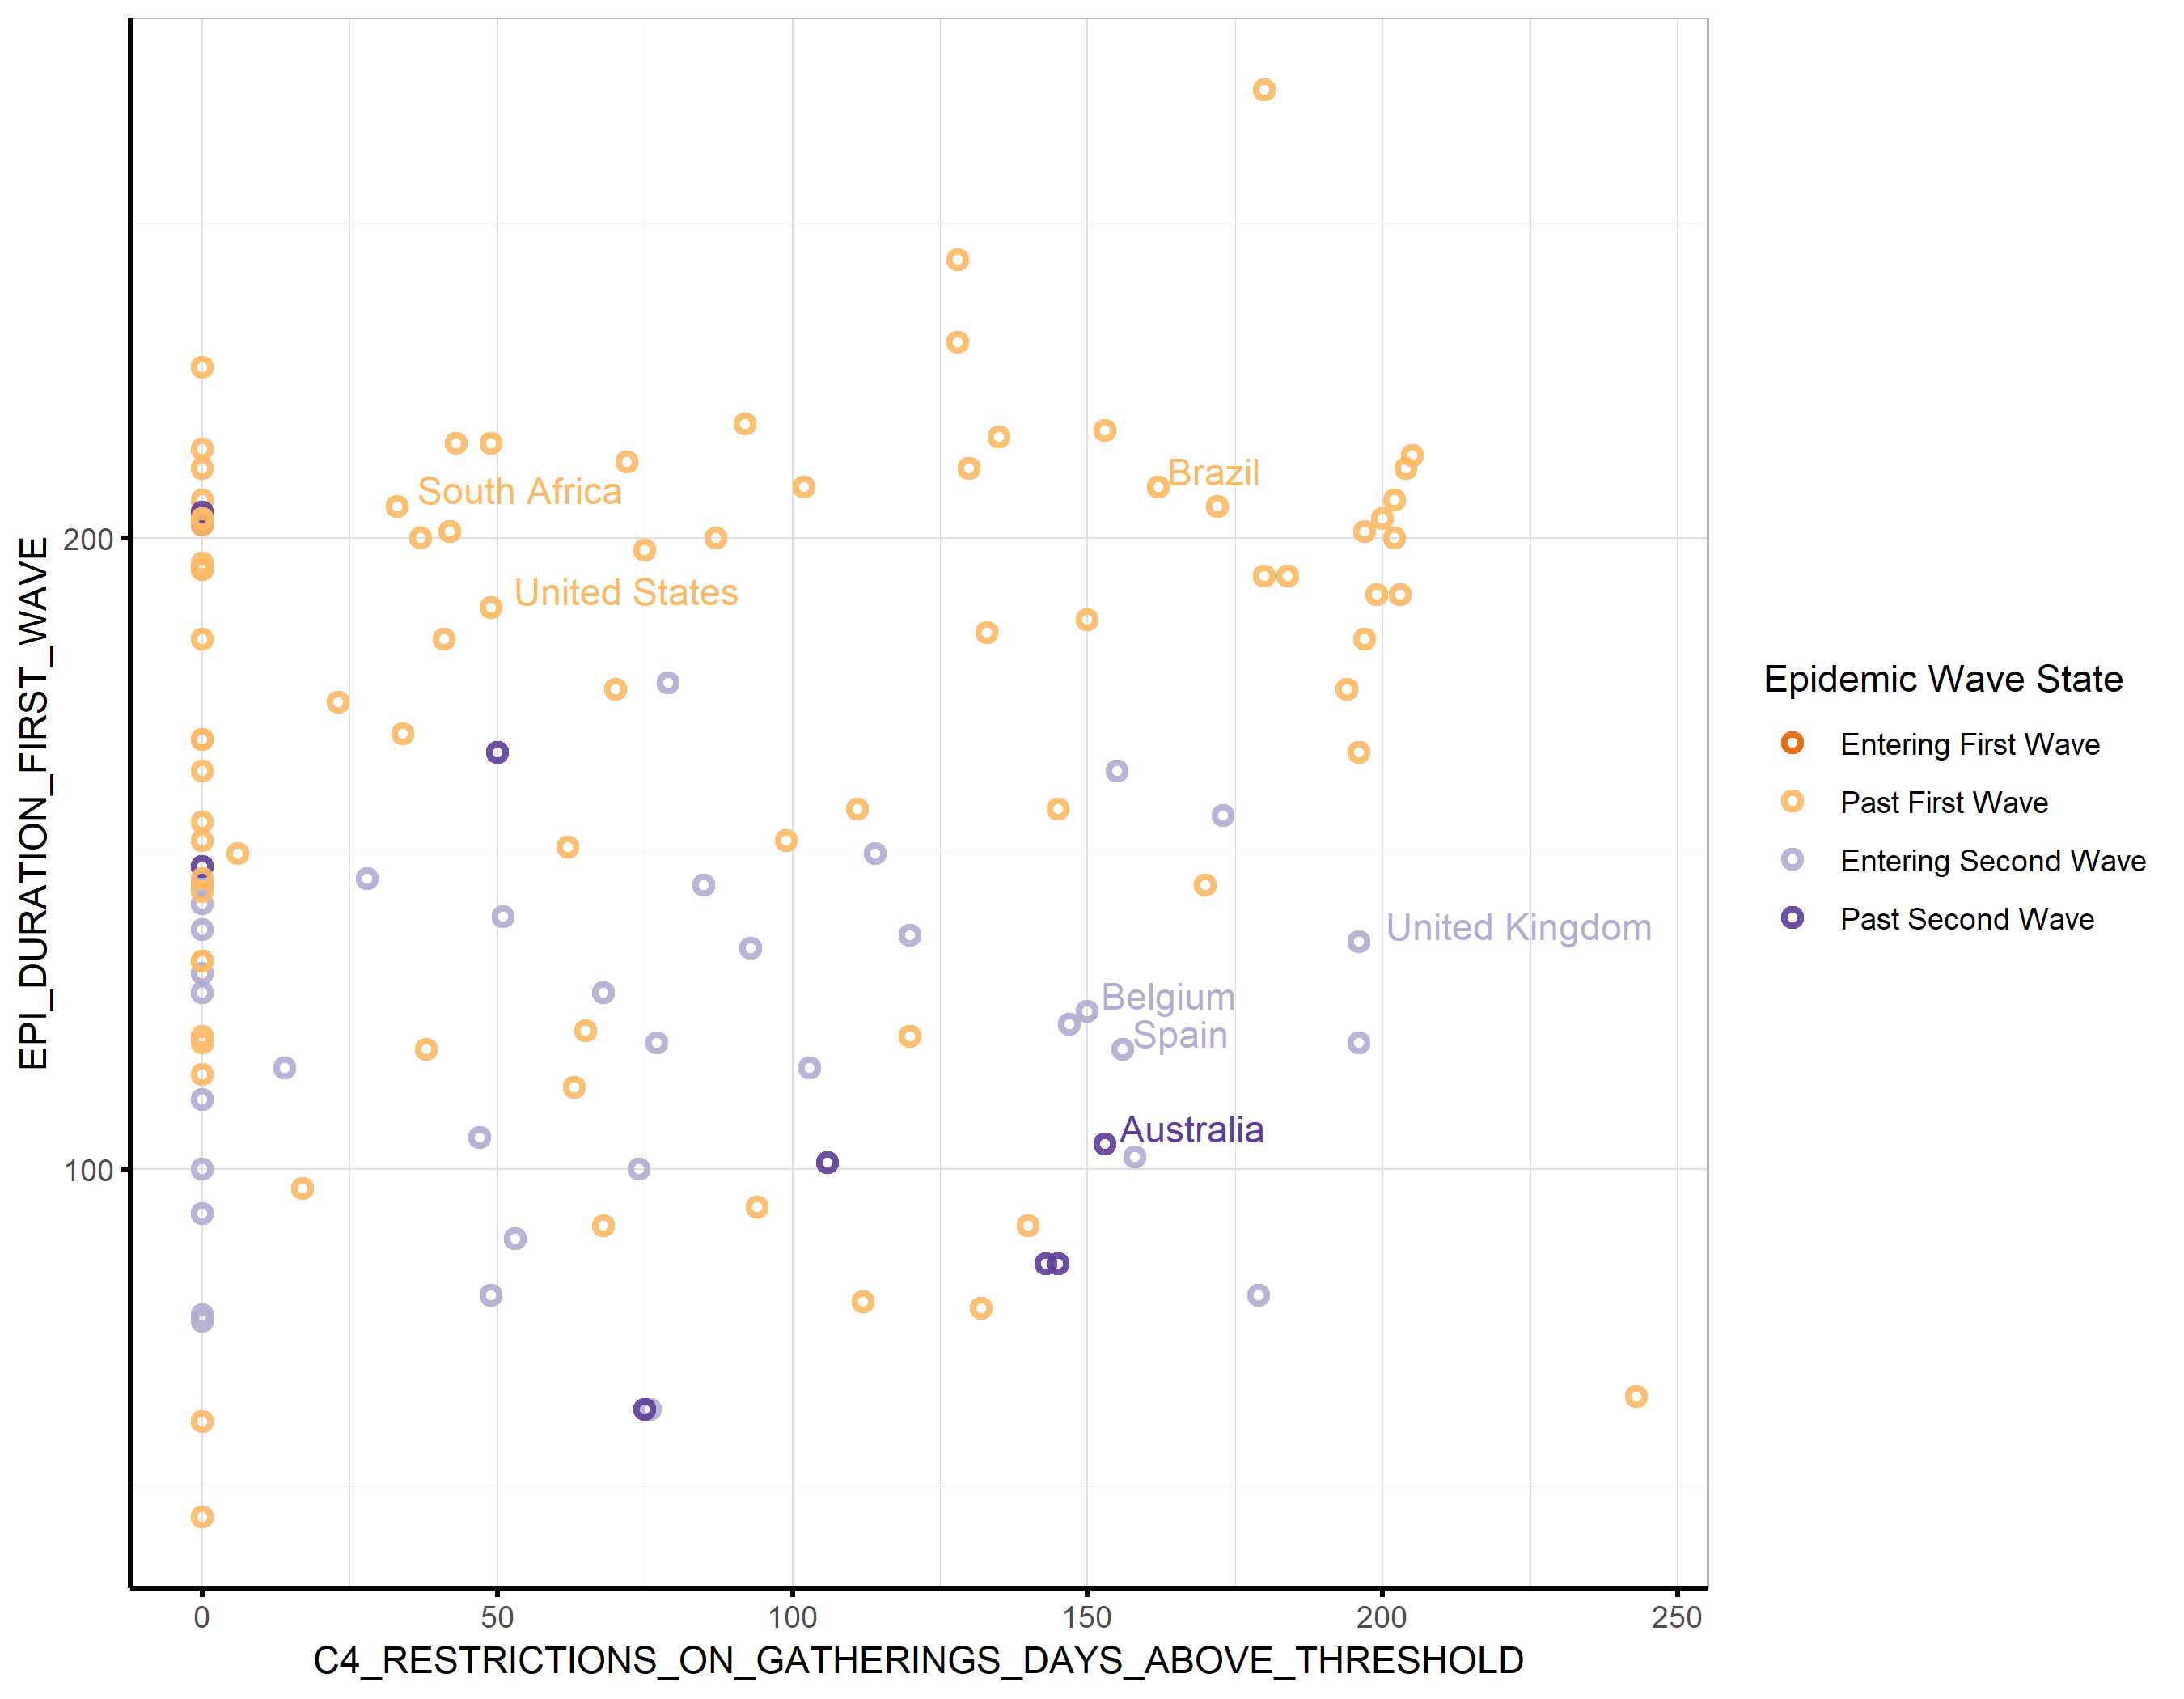 Brazil
South Africa
200
United States
EPI_DURATION_FIRST_WAVE
Epidemic Wave State
Entering First Wave
Past First Wave
Entering Second Wave
Past Second Wave
United Kingdom
Belgium
Spain
Australia
100
0 50 100 150 200 250
C4_RESTRICTIONS_ON_GATHERINGS_DAYS_ABOVE_THRESHOLD